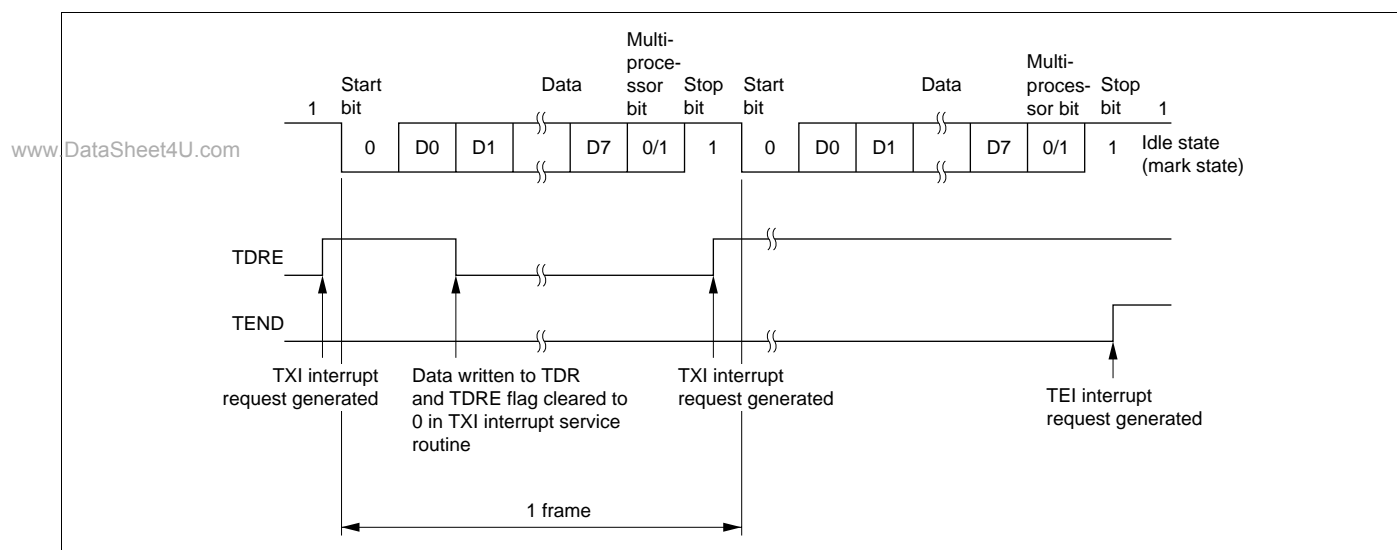 Multi-
proce-
ssor
bit
Start
bit
Data
Stop
bit
Start
bit
Data
Multi-
proces-
sor bit
Stop
bit
1
1
www.DataSheet4U.com
0
D0
D1
D7
0/1
1
0
D0
D1
D7
0/1
1
Idle state
(mark state)
TDRE
TEND
TXI interrupt
request generated
Data written to TDR
and TDRE flag cleared to
0 in TXI interrupt service
routine
TXI interrupt
request generated
TEI interrupt
request generated
1 frame